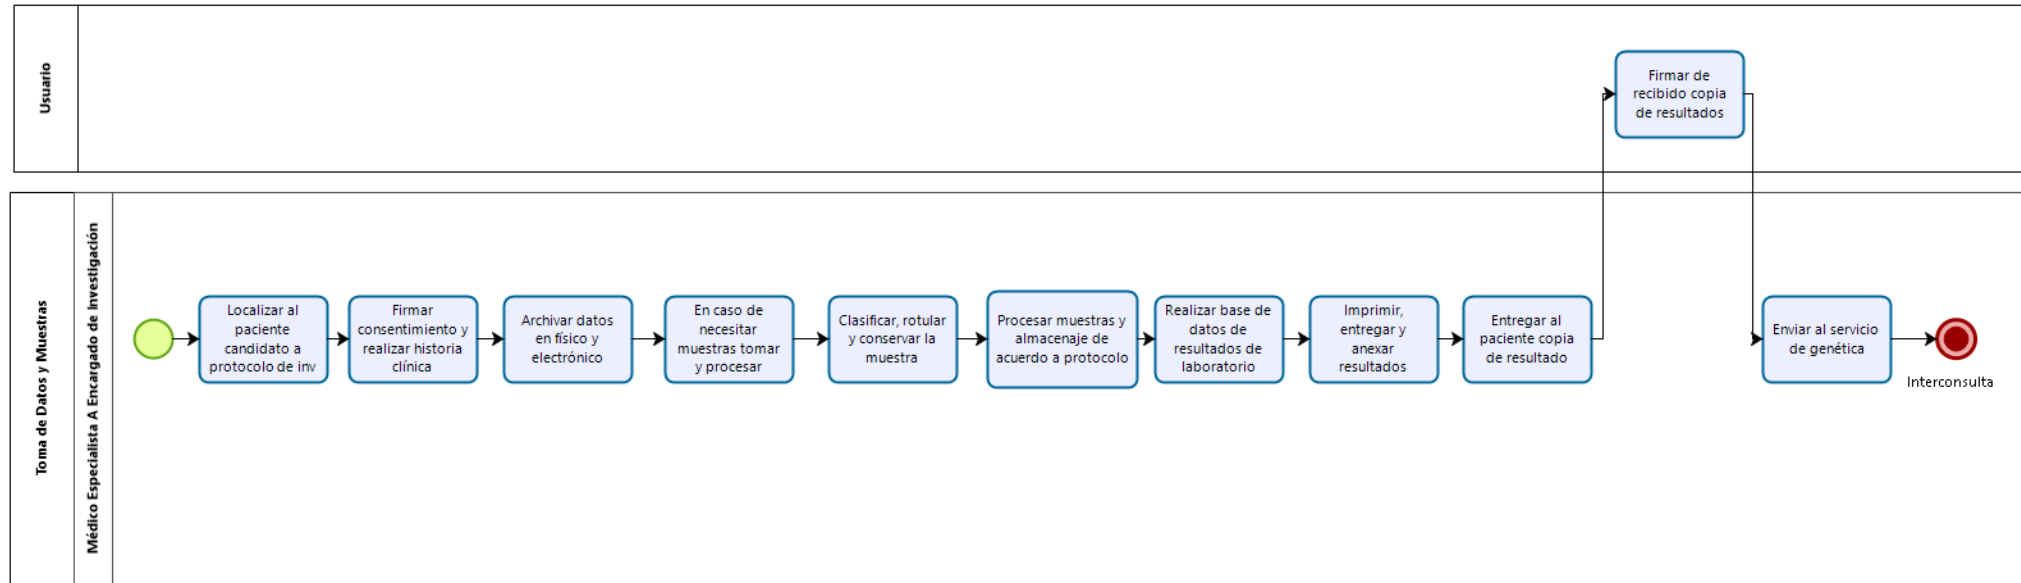 Usuario
Firmar de
recibido copia
de resultados
Toma de Datos y Muestras
Médico Especialista A Encargado de Investigación
Localizar al
paciente
candidato a
protocolo de inv
Firmar
consentimiento y
realizar historia
clínica
Archivar datos
en físico y
electrónico
En caso de
necesitar
muestras tomar
y procesar
Clasificar, rotular
y conservar la
muestra
Procesar muestras y
almacenaje de
acuerdo a protocolo
Realizar base de
datos de
resultados de
laboratorio
Imprimir,
entregar y
anexar
resultados
Entregar al
paciente copia
de resultado
Enviar al servicio
de genética
Interconsulta